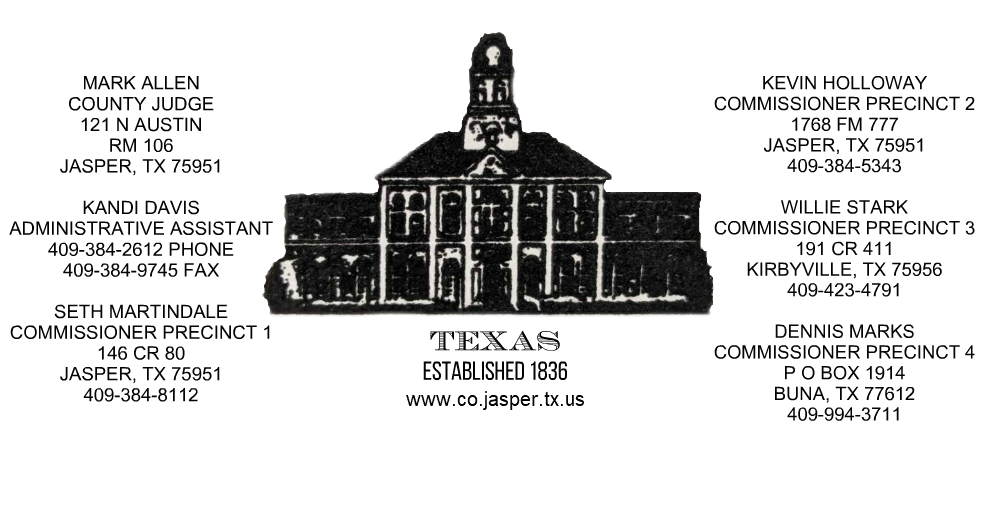 MARK ALLEN
COUNTY JUDGE
121 N AUSTIN
RM 106
JASPER, TX 75951
KANDI DAVIS
ADMINISTRATIVE ASSISTANT
409-384-2612 PHONE
409-384-9745 FAX
SETH MARTINDALE
COMMISSIONER PRECINCT 1
146 CR 80
JASPER, TX 75951
409-384-8112
TEXAS
ESTABLISHED 1836
www.co.jasper.tx.us
KEVIN HOLLOWAY
COMMISSIONER PRECINCT 2
1768 FM 777
JASPER, TX 75951
409-384-5343
WILLIE STARK
COMMISSIONER PRECINCT 3
191 CR 411
KIRBYVILLE, TX 75956
409-423-4791
DENNIS MARKS
COMMISSIONER PRECINCT 4
P O BOX 1914
BUNA, TX 77612
409-994-3711